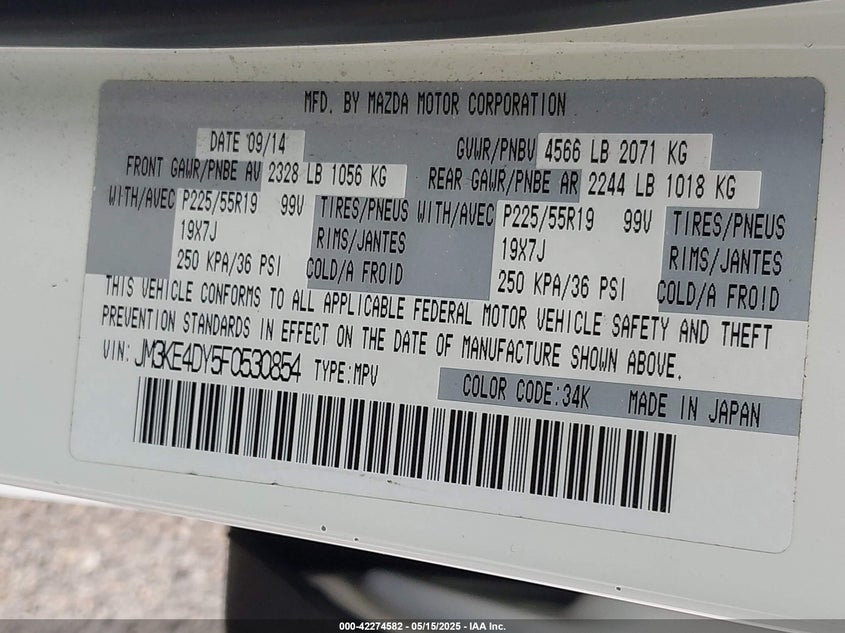 MFD. BY MAZDA MOTOR CORPORATION
DATE 09/14 GVWR/PNBV 4566 LB 2071 KG
FRONT GAWR/PNBE AV 2328 LB 1056 KG REAR GAWR/PNBE AR 2244 LB 1018 KG
WITH/AVEC P225/55R19 99V TIRES/PNEUS WITH/AVEC P225/55R19 99V TIRES/PNEUS
19X7J RIMS/JANTES 19X7J RIMS/JANTES
250 KPA/36 PSI COLD/A FROID 250 KPA/36 PSI COLD/A FROID
THIS VEHICLE CONFORMS TO ALL APPLICABLE FEDERAL MOTOR VEHICLE SAFETY AND THEFT
PREVENTION STANDARDS IN EFFECT ON THE DATE OF MANUFACTURE SHOWN ABOVE.
VIN: JM3KE4DY5F0530854 TYPE:MPV
COLOR CODE:34K MADE IN JAPAN
000-42274582 - 05/15/2025 - IAA Inc.